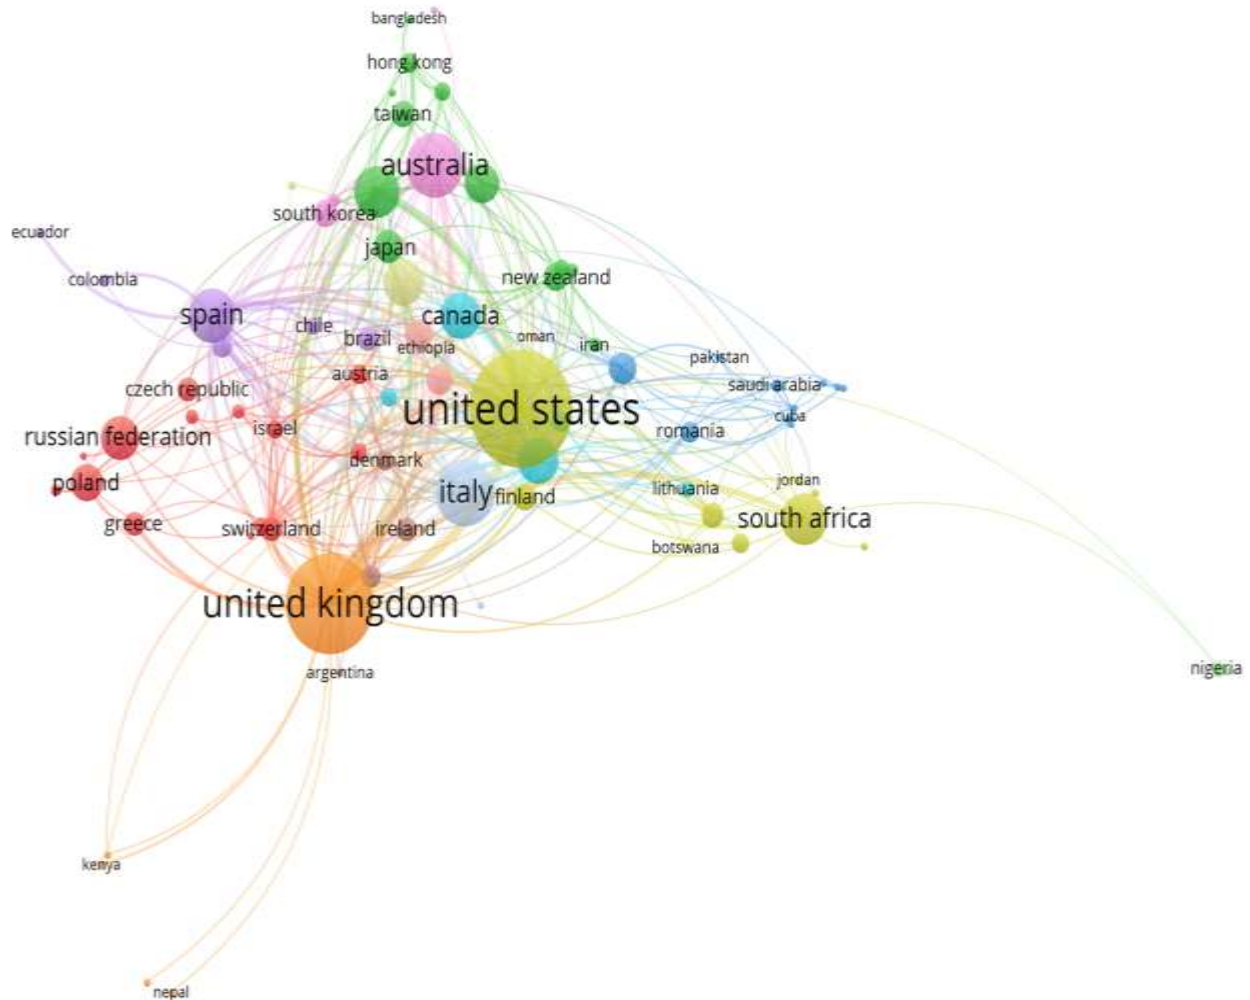 bangladesh
hong kong
taiwan
australia
south korea
ecuador
japan
colombia
new zealand
spain
canada
chile
brazil
oman
iran
ethiopia
pakistan
austria
saudi arabia
czech republic
united states
cuba
israel
romania
russian federation
denmark
poland
jordan
lithuania
italy
finland
greece
switzerland
ireland
south africa
botswana
united kingdom
argentina
nigeria
kenya
nepal